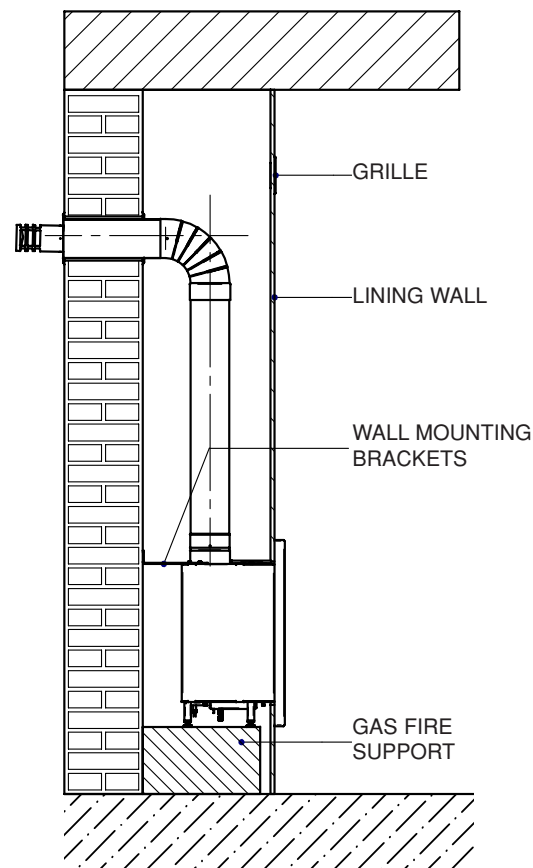 GRILLE
LINING WALL
WALL MOUNTING
BRACKETS
GAS FIRE
SUPPORT